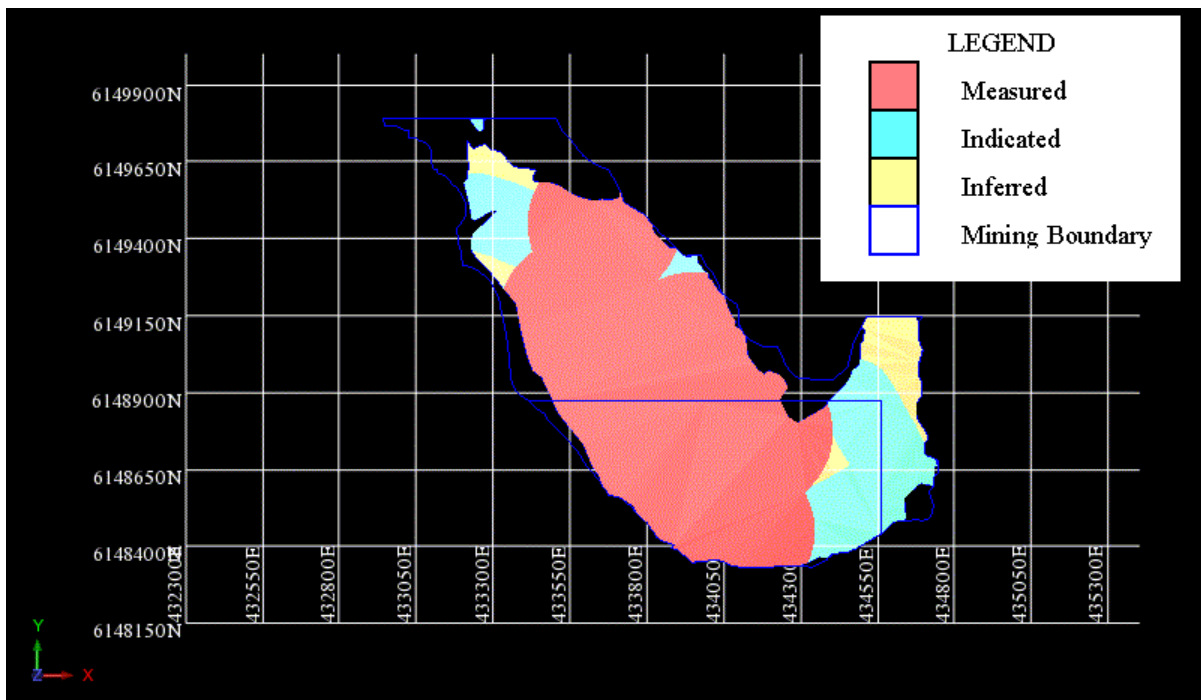 LEGEND
Measured
Indicated
Inferred
Mining Boundary
6149900N
6149650N
6149400N
6149150N
6148900N
6148650N
6148400N
6148150N
432300E
432550E
432800E
433050E
433300E
433550E
433800E
434050E
434300E
434550E
434800E
435050E
435300E
Y
Z
X